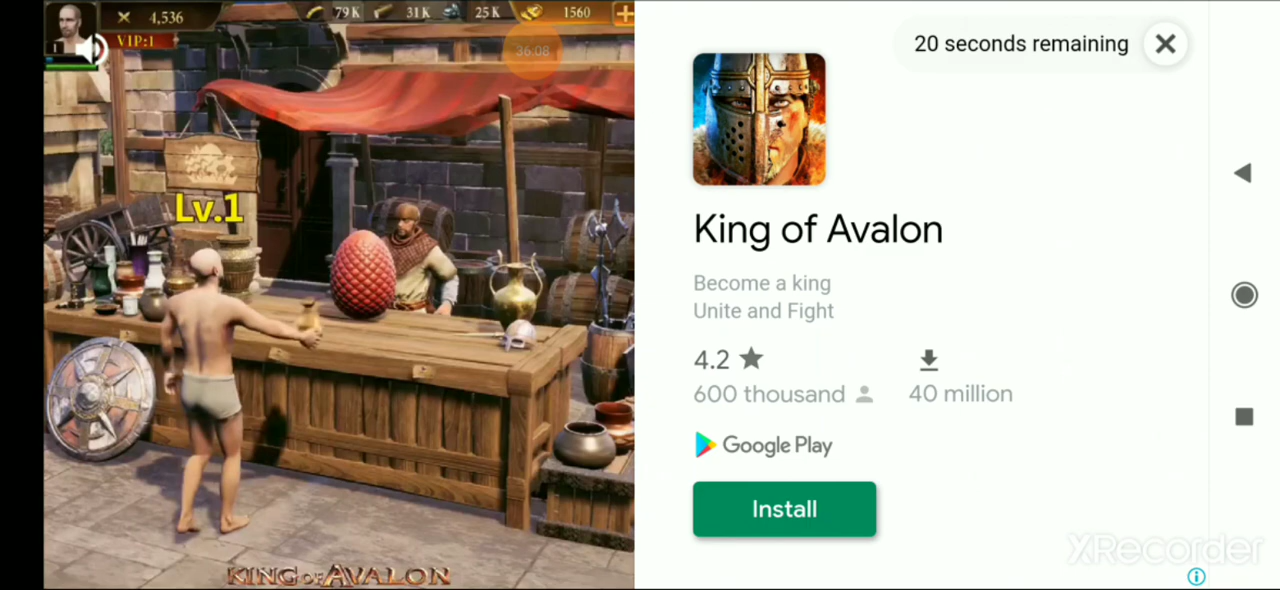 4,536
79K
31K
25K
1560
VIP:1
36:08
1
Lv.1
KING OF AVALON
20 seconds remaining
King of Avalon
Become a king
Unite and Fight
4.2
600 thousand
40 million
Google Play
Install
XRecorder